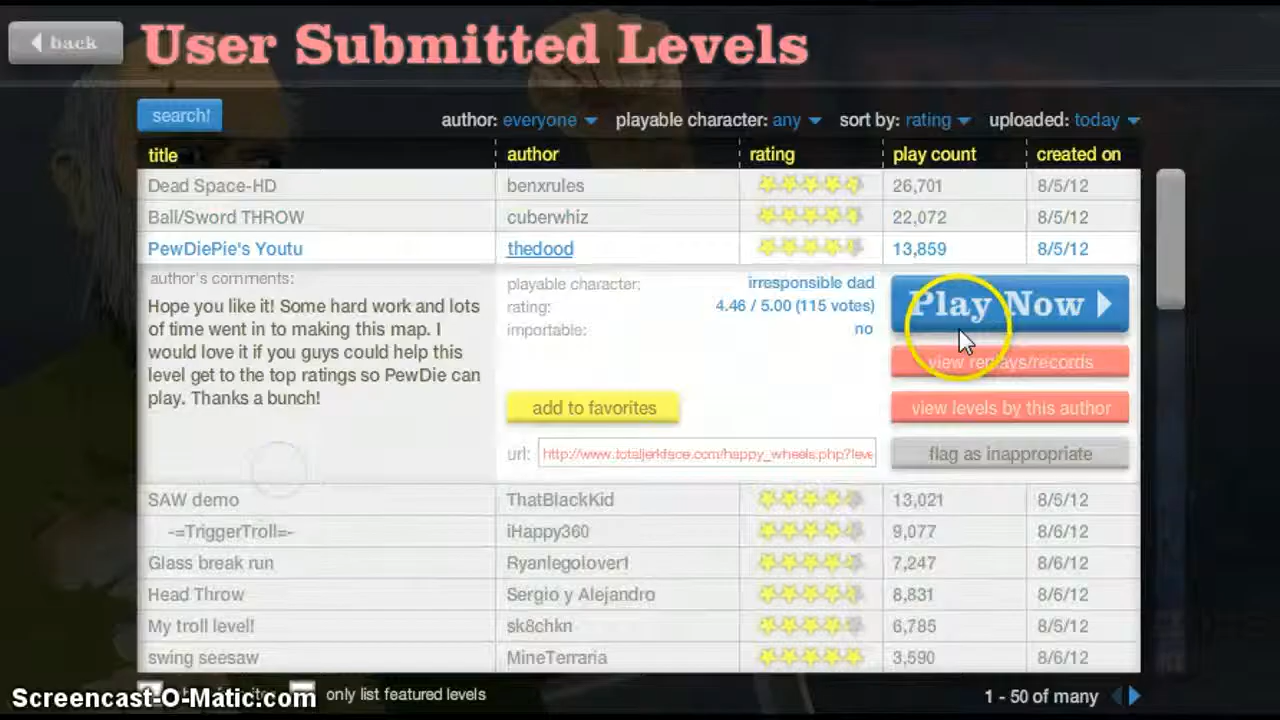 back
User Submitted Levels
search!
author: everyone playable character: any sort by: rating uploaded: today
title author rating play count created on
Dead Space-HD benxrules 26,701 8/5/12
Ball/Sword THROW cuberwhiz 22,072 8/5/12
PewDiePie's Youtu thedood 13,859 8/5/12
author's comments:
Hope you like it! Some hard work and lots
of time went in to making this map. I
would love it if you guys could help this
level get to the top ratings so PewDie can
play. Thanks a bunch!
playable character: irresponsible dad
rating: 4.46 / 5.00 (115 votes)
importable: no
add to favorites
url: http://www.totaljerkface.com/happy_wheels.php?leve
Play Now
view replays/records
view levels by this author
flag as inappropriate
SAW demo ThatBlackKid 13,021 8/5/12
-=TriggerTroll=- iHappy360 9,077 8/6/12
Glass break run Ryanlegolover1 7,247 8/6/12
Head Throw Sergio y Alejandro 8,831 8/6/12
My troll level! sk8chkn 6,785 8/5/12
swing seesaw MineTerraria 3,590 8/6/12
only list featured levels
1 - 50 of many
Screencast-O-Matic.com